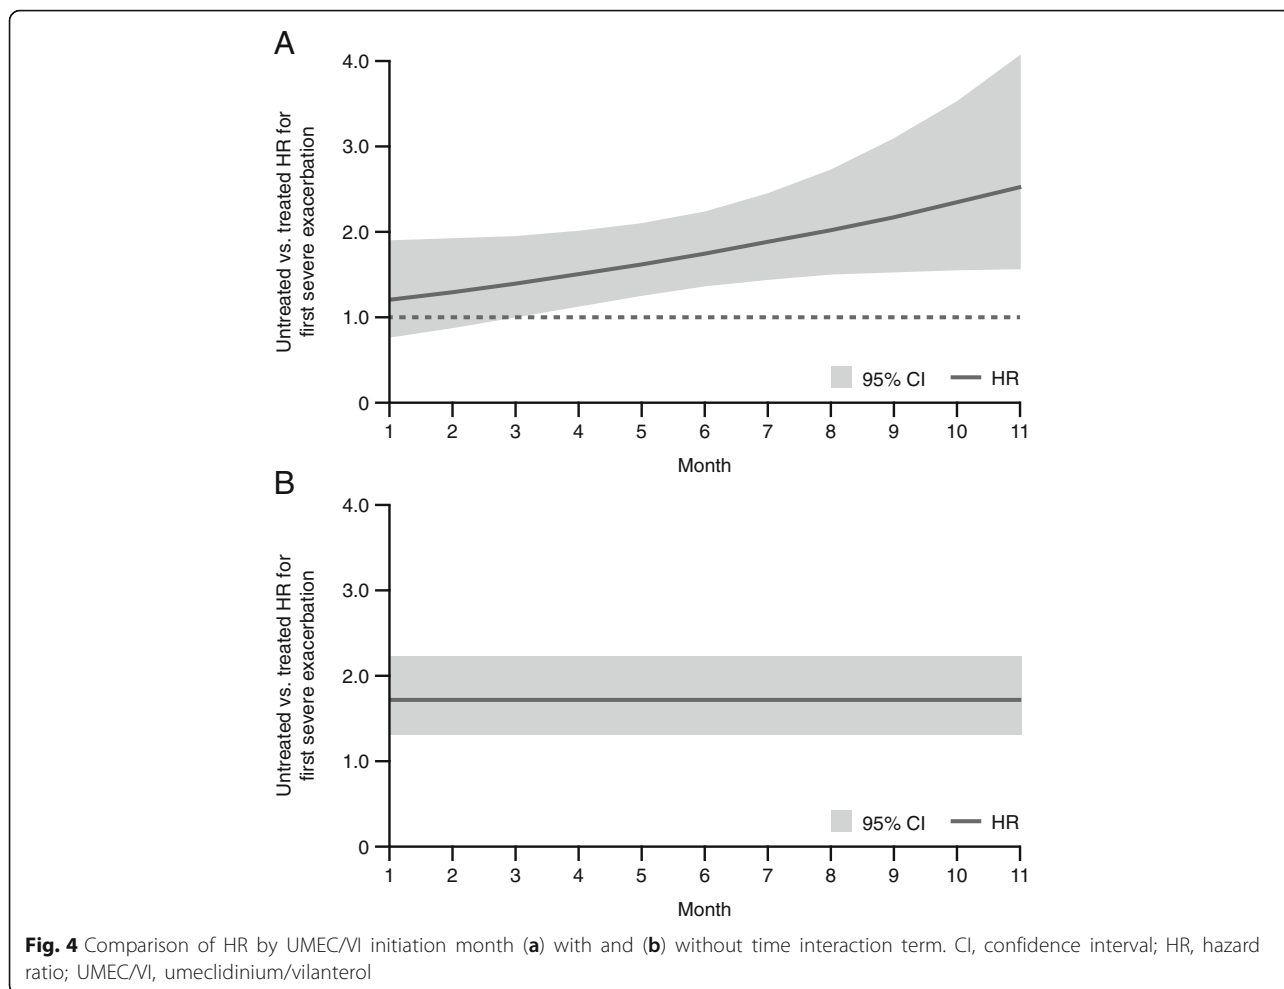 A
Untreated vs. treated HR for
first severe exacerbation
4.0
3.0
2.0
1.0
0
95% CI
HR
1 2 3 4 5 6 7 8 9 10 11
Month
B
Untreated vs. treated HR for
first severe exacerbation
4.0
3.0
2.0
1.0
0
95% CI
HR
1 2 3 4 5 6 7 8 9 10 11
Month
Fig. 4 Comparison of HR by UMEC/VI initiation month (a) with and (b) without time interaction term. CI, confidence interval; HR, hazard
ratio; UMEC/VI, umeclidinium/vilanterol